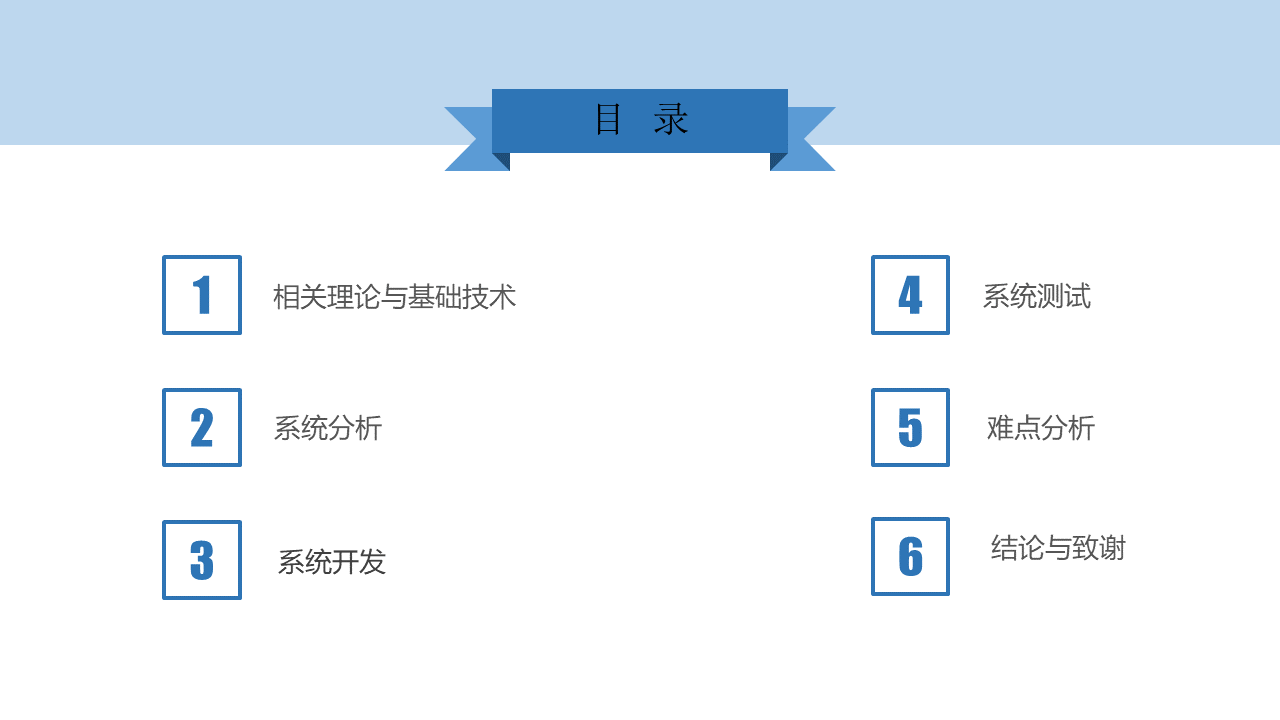 目 录
1 相关理论与基础技术
2 系统分析
3 系统开发
4 系统测试
5 难点分析
6 结论与致谢